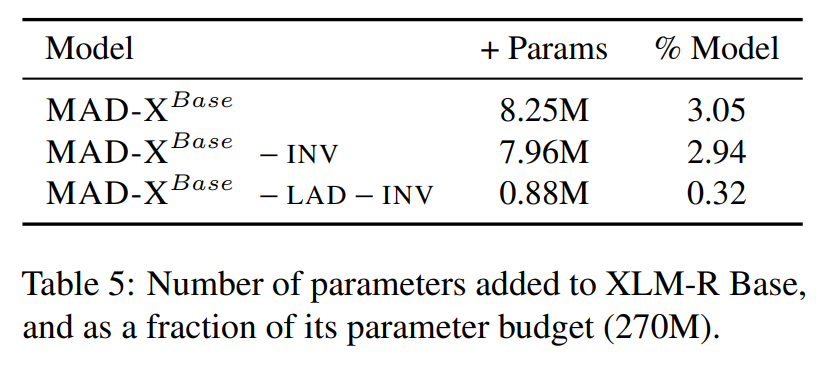 Model + Params % Model
MAD-X^Base 8.25M 3.05
MAD-X^Base – INV 7.96M 2.94
MAD-X^Base – LAD – INV 0.88M 0.32
Table 5: Number of parameters added to XLM-R Base,
and as a fraction of its parameter budget (270M).